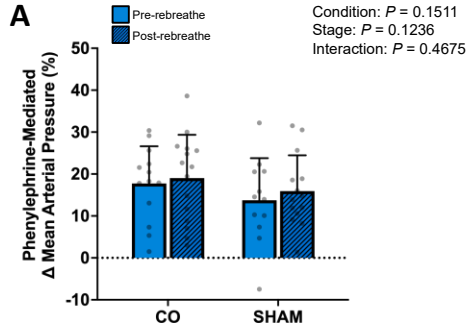 A
Pre-rebreathe
Post-rebreathe
Condition: P = 0.1511
Stage: P = 0.1236
Interaction: P = 0.4675
Phenylephrine-Mediated
Δ Mean Arterial Pressure (%)
50
40
30
20
10
0
-10
CO
SHAM